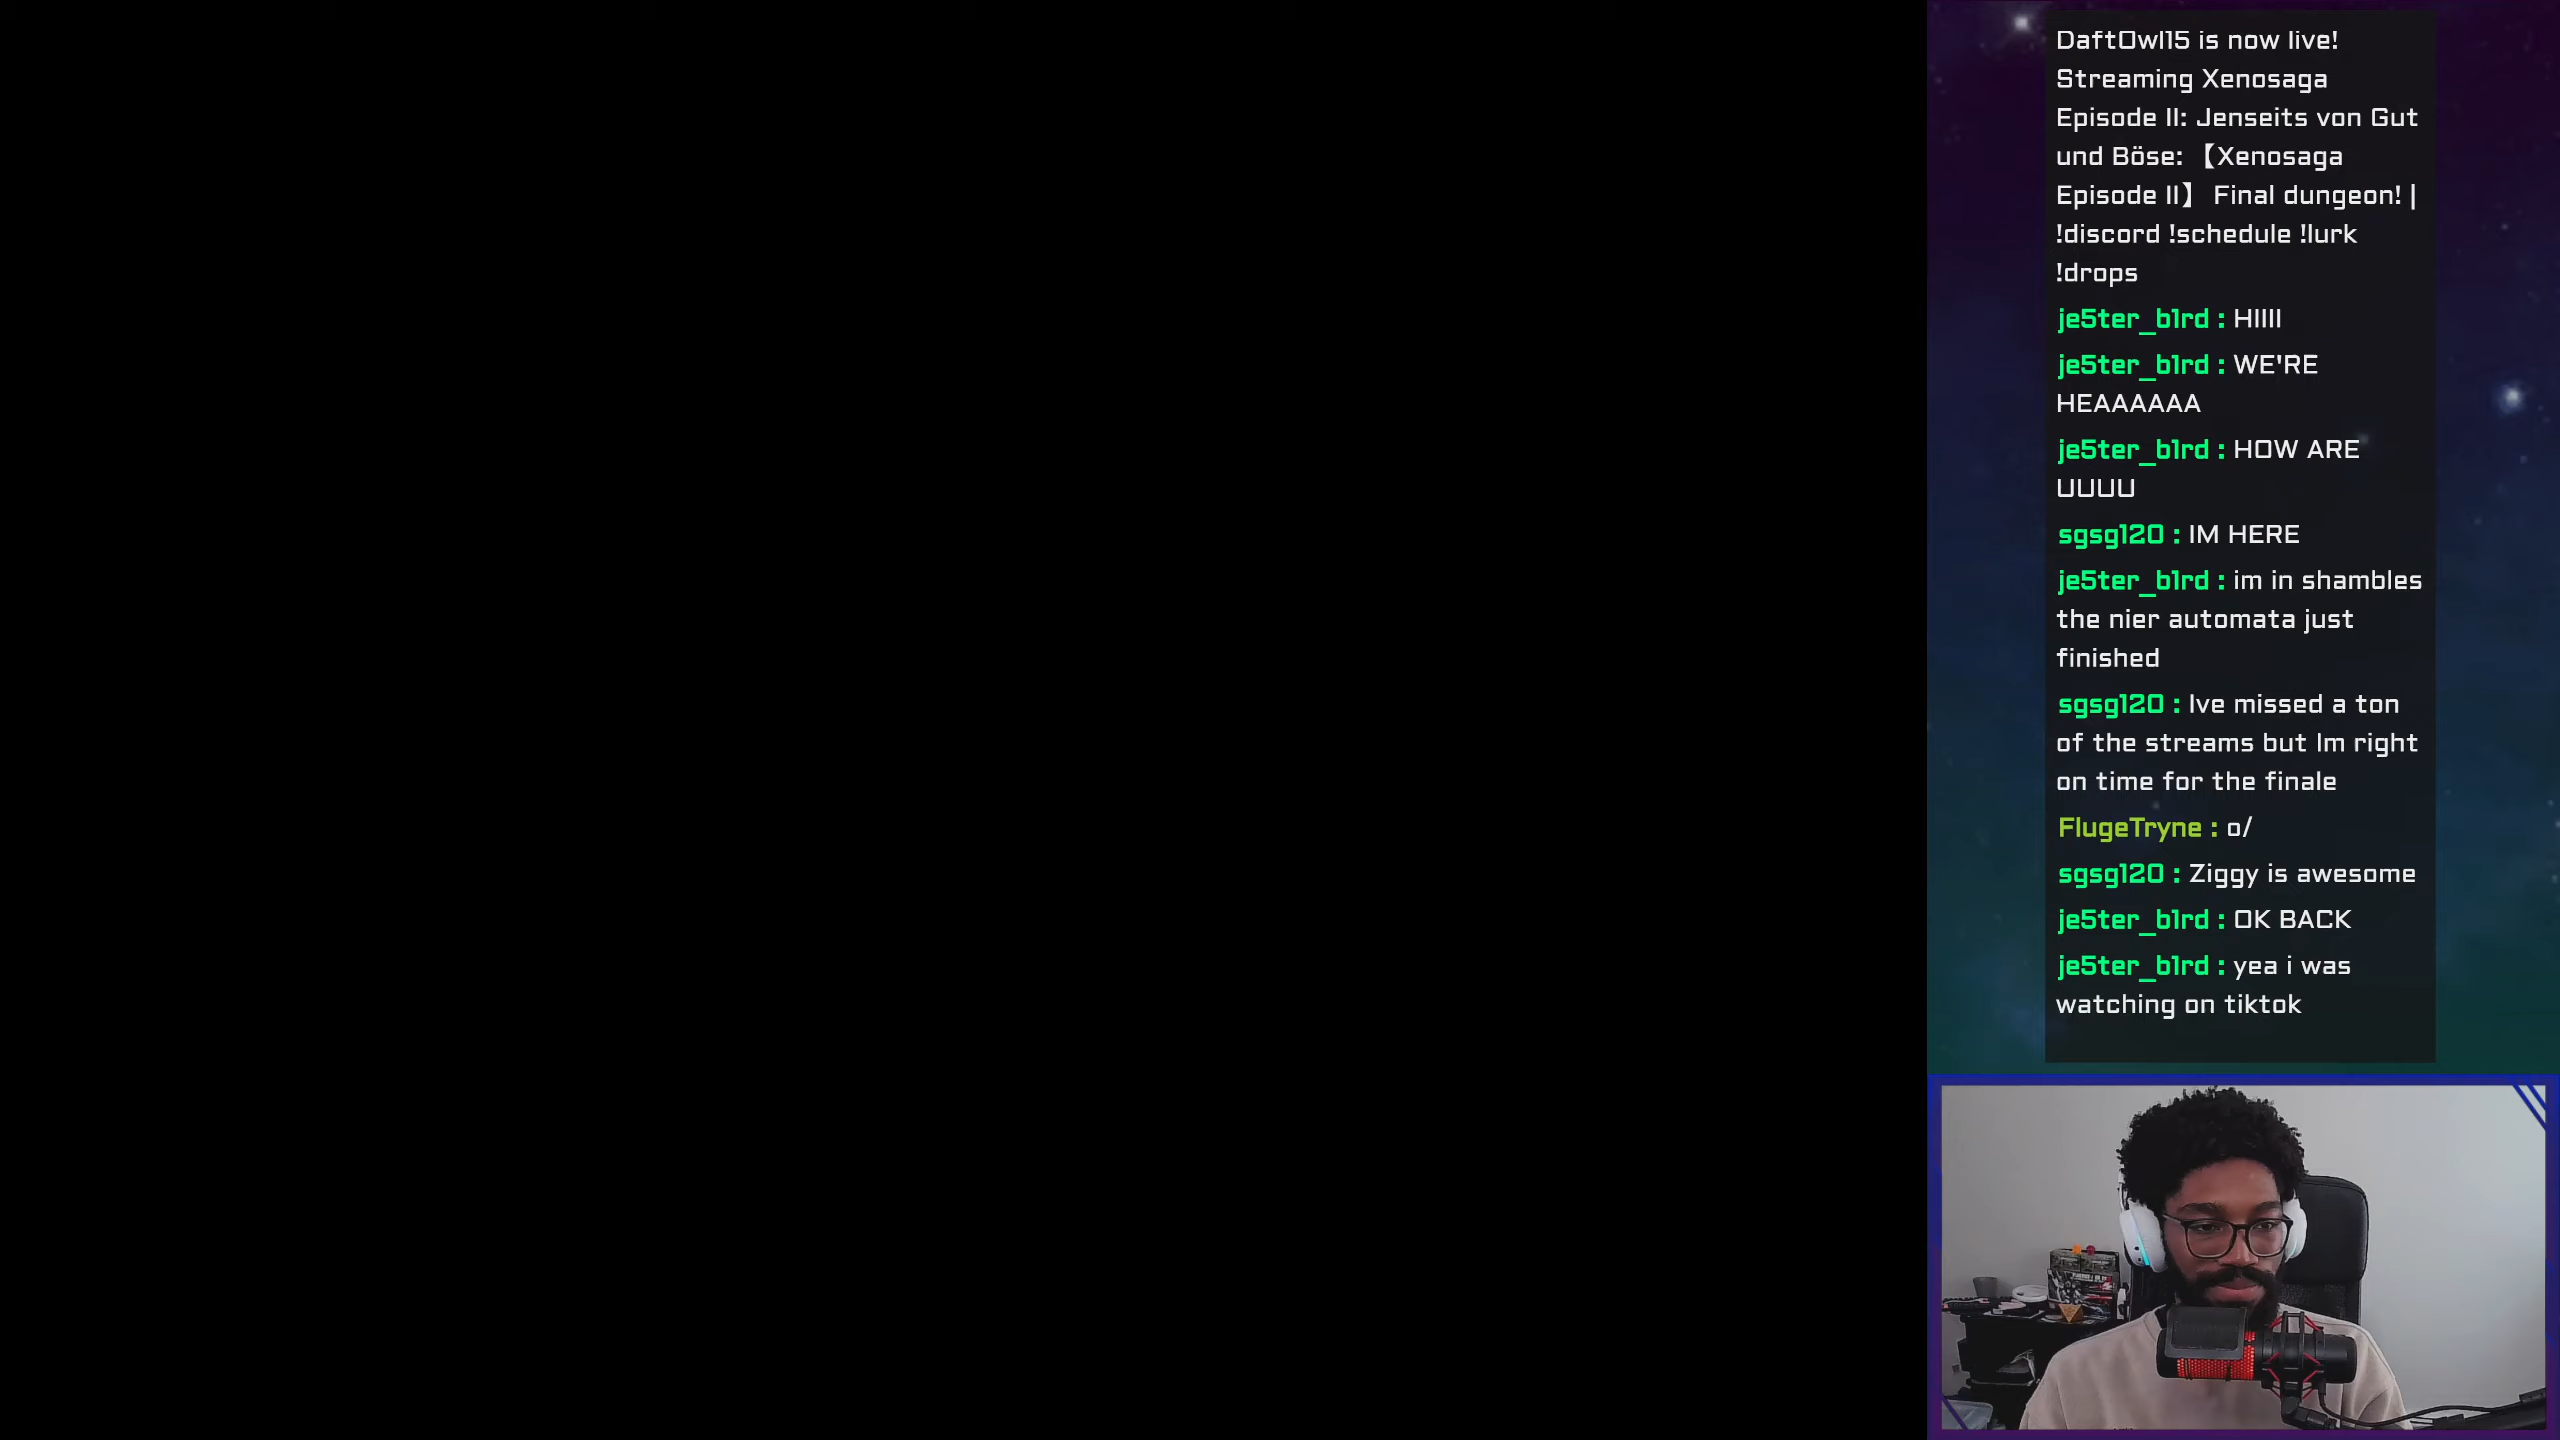 DaftOwl15 is now live!
Streaming Xenosaga
Episode II: Jenseits von Gut
und Böse: 【Xenosaga
Episode II】 Final dungeon! |
!discord !schedule !lurk
!drops
je5ter_b1rd : HIIII
je5ter_b1rd : WE'RE
HEAAAAAA
je5ter_b1rd : HOW ARE
UUUU
sgsg120 : IM HERE
je5ter_b1rd : im in shambles
the nier automata just
finished
sgsg120 : Ive missed a ton
of the streams but Im right
on time for the finale
FlugeTryne : o/
sgsg120 : Ziggy is awesome
je5ter_b1rd : OK BACK
je5ter_b1rd : yea i was
watching on tiktok